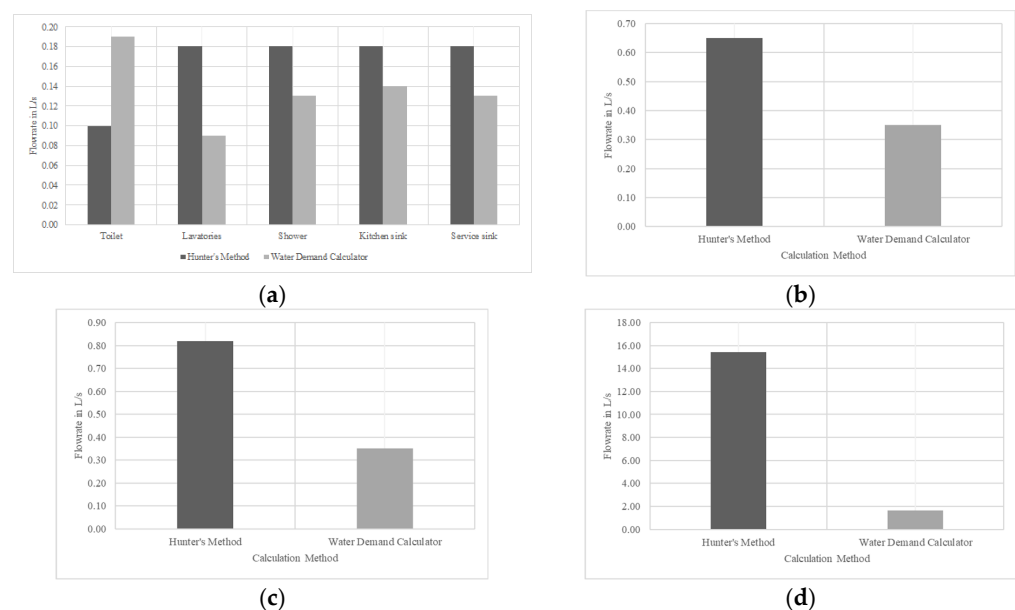 0.20
0.18
0.16
0.14
0.12
0.10
0.08
0.06
0.04
0.02
0.00
Flowrate in L/s
Toilet Lavatories Shower Kitchen sink Service sink
Hunter's Method Water Demand Calculator
(a)
0.70
0.60
0.50
0.40
0.30
0.20
0.10
0.00
Flowrate in L/s
Hunter's Method Water Demand Calculator
Calculation Method
(b)
0.90
0.80
0.70
0.60
0.50
0.40
0.30
0.20
0.10
0.00
Flowrate in L/s
Hunter's Method Water Demand Calculator
Calculation Method
(c)
18.00
16.00
14.00
12.00
10.00
8.00
6.00
4.00
2.00
0.00
Flowrate in L/s
Hunter's Method Water Demand Calculator
Calculation Method
(d)